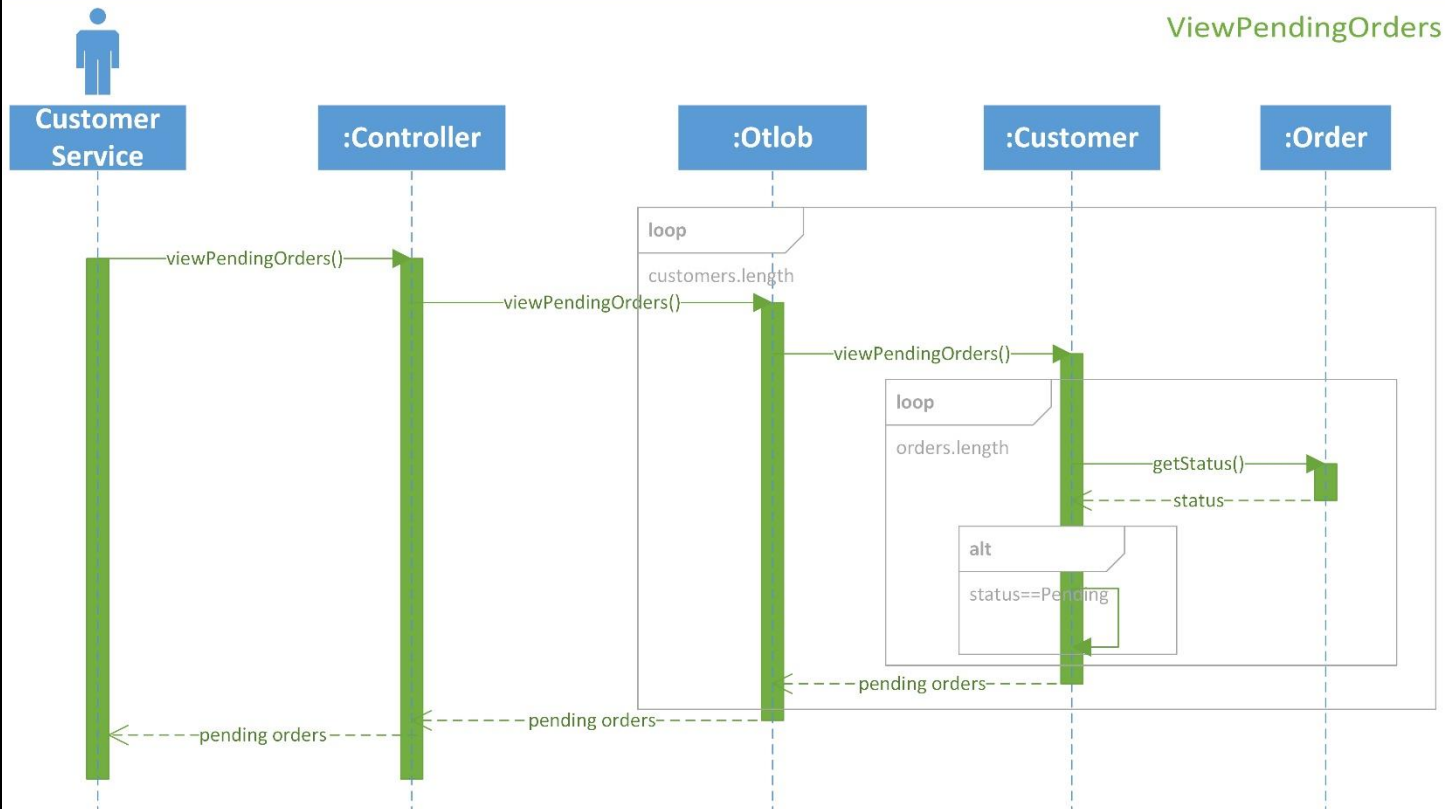 ViewPendingOrders
Customer
Service
:Controller
:Otlob
:Customer
:Order
loop
customers.length
viewPendingOrders()
viewPendingOrders()
viewPendingOrders()
loop
orders.length
getStatus()
status
alt
status==Pending
pending orders
pending orders
pending orders